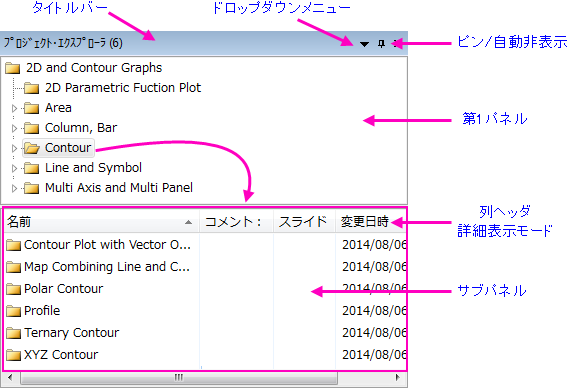 タイトルバー
ドロップダウンメニュー
プロジェクト・エクスプローラ (6)
ピン/自動非表示
2D and Contour Graphs
2D Parametric Fuction Plot
Area
Column, Bar
Contour
Line and Symbol
Multi Axis and Multi Panel
第1パネル
名前 コメント： スライド 変更日時
列ヘッダ
詳細表示モード
Contour Plot with Vector O... 2014/08/06
Map Combining Line and C... 2014/08/06
Polar Contour 2014/08/06
Profile 2014/08/06
Ternary Contour 2014/08/06
XYZ Contour 2014/08/06
サブパネル